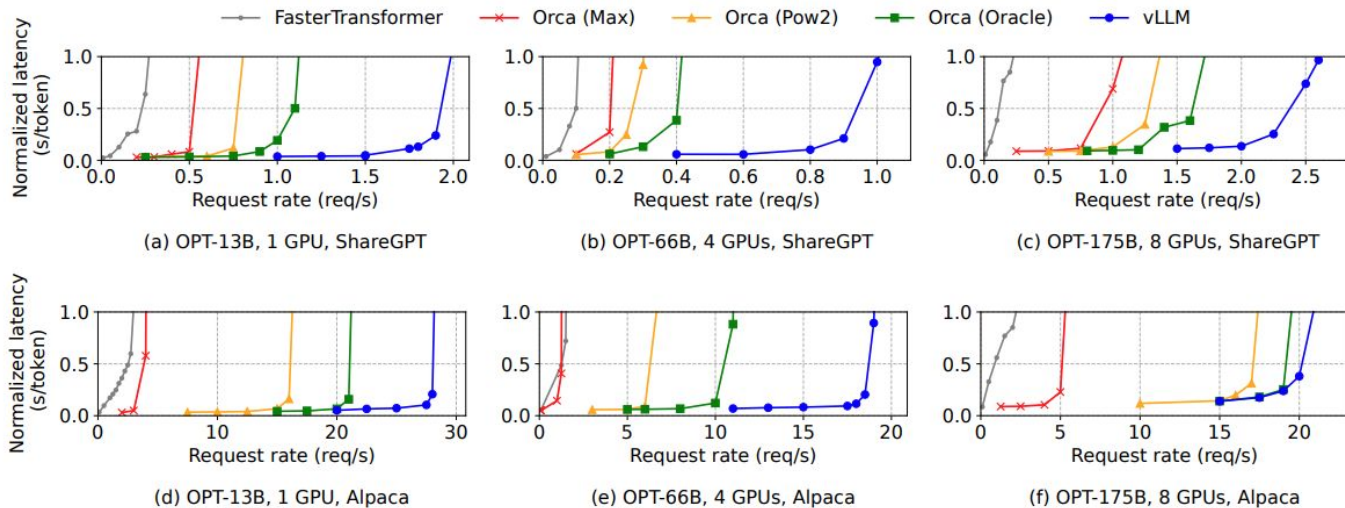 FasterTransformer Orca (Max) Orca (Pow2) Orca (Oracle) vLLM
Normalized latency
(s/token)
1.0
0.5
0.0
0.0 0.5 1.0 1.5 2.0
Request rate (req/s)
(a) OPT-13B, 1 GPU, ShareGPT
1.0
0.5
0.0
0.0 0.2 0.4 0.6 0.8 1.0
Request rate (req/s)
(b) OPT-66B, 4 GPUs, ShareGPT
1.0
0.5
0.0
0.0 0.5 1.0 1.5 2.0 2.5
Request rate (req/s)
(c) OPT-175B, 8 GPUs, ShareGPT
Normalized latency
(s/token)
1.0
0.5
0.0
0 10 20 30
Request rate (req/s)
(d) OPT-13B, 1 GPU, Alpaca
1.0
0.5
0.0
0 5 10 15 20
Request rate (req/s)
(e) OPT-66B, 4 GPUs, Alpaca
1.0
0.5
0.0
0 5 10 15 20
Request rate (req/s)
(f) OPT-175B, 8 GPUs, Alpaca